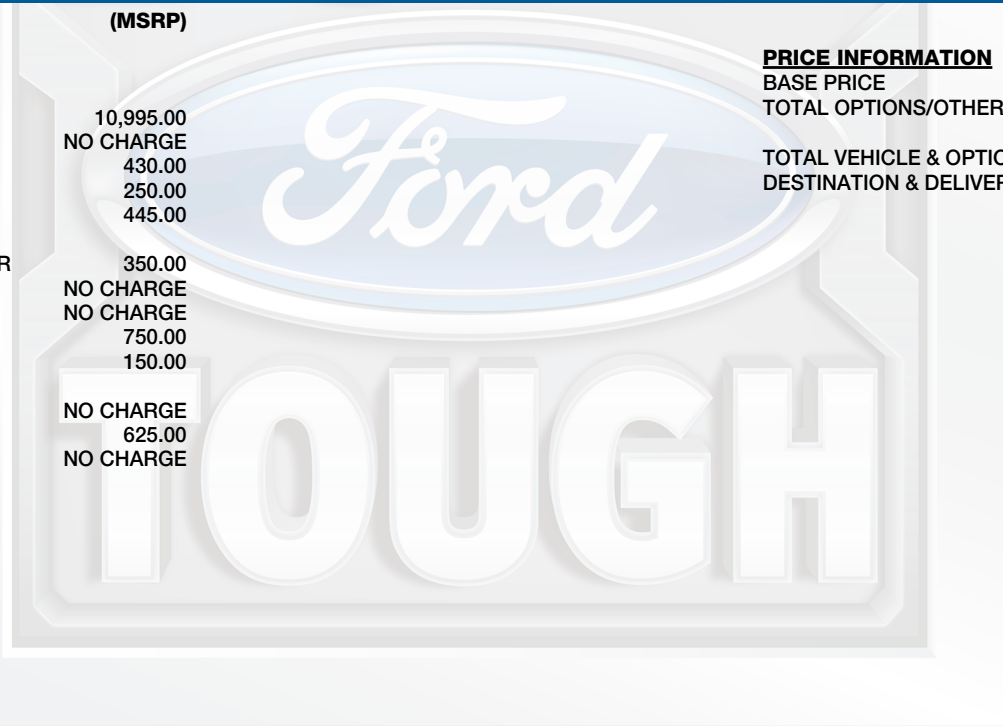 (MSRP)
10,995.00
NO CHARGE
430.00
250.00
445.00
R 350.00
NO CHARGE
NO CHARGE
750.00
150.00
NO CHARGE
625.00
NO CHARGE
PRICE INFORMATION
BASE PRICE
TOTAL OPTIONS/OTHER
TOTAL VEHICLE & OPTIO
DESTINATION & DELIVER
Ford
TOUGH